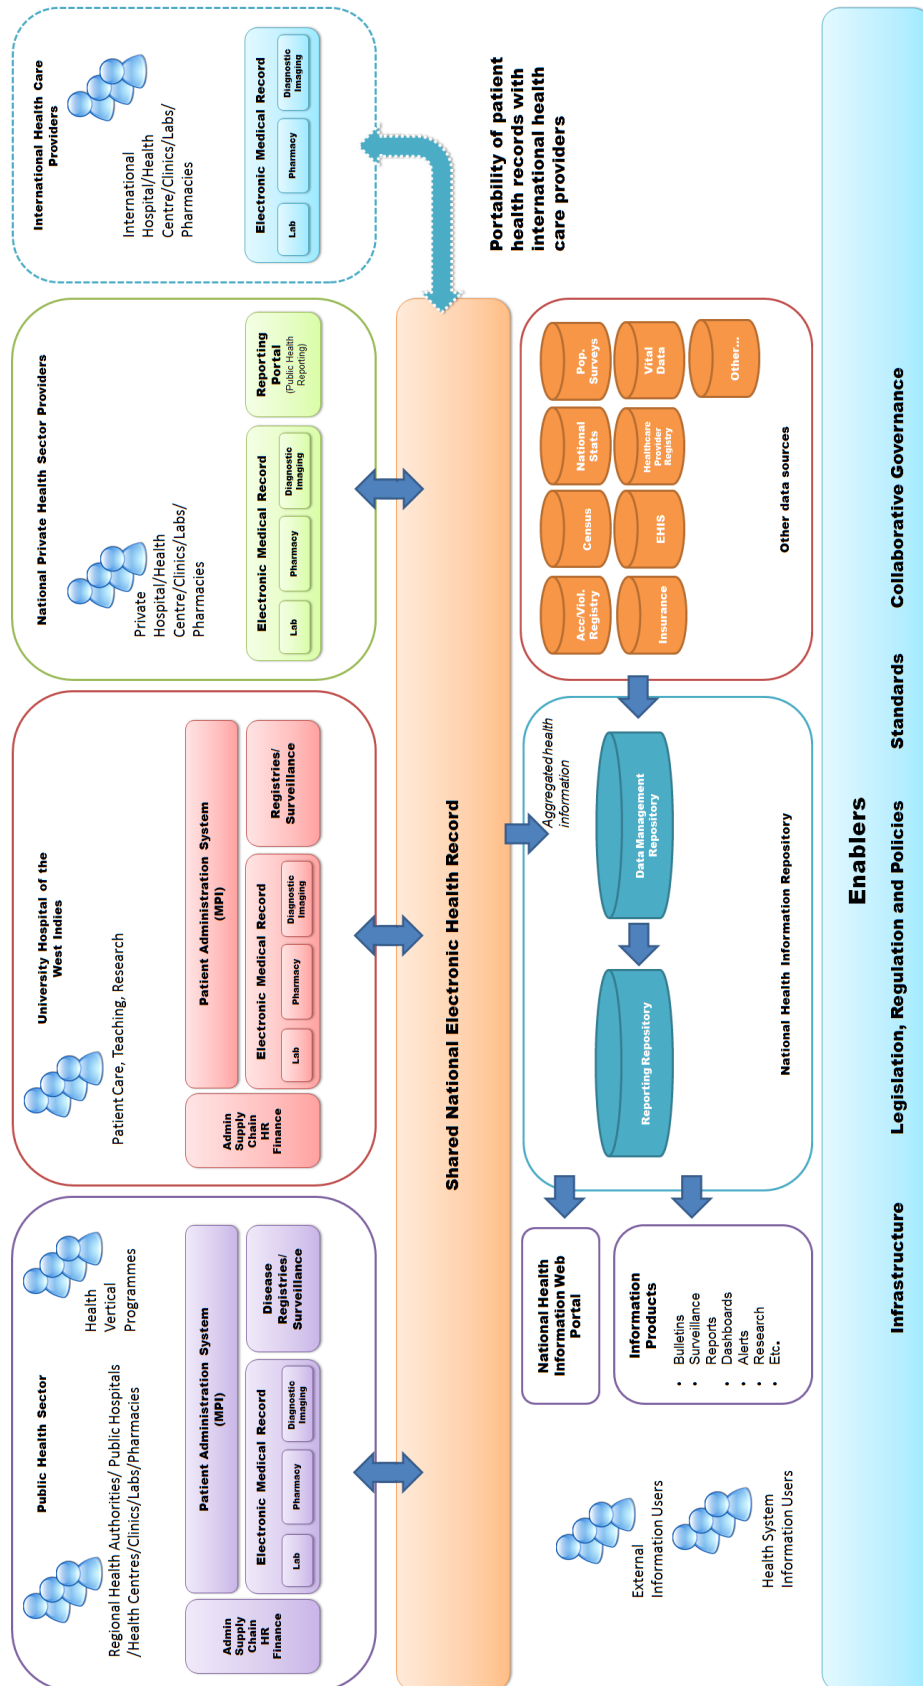 Public Health Sector
Regional Health Authorities/ Public Hospitals
/Health Centres/Clinics/Labs/Pharmacies
Health
Vertical
Programmes
Admin
Supply
Chain
HR
Finance
Patient Administration System
(MPI)
Electronic Medical Record
Lab
Pharmacy
Diagnostic
Imaging
Disease
Registries/
Surveillance
University Hospital of the
West Indies
Patient Care, Teaching, Research
Admin
Supply
Chain
HR
Finance
Patient Administration System
(MPI)
Electronic Medical Record
Lab
Pharmacy
Diagnostic
Imaging
Registries/
Surveillance
National Private Health Sector Providers
Private
Hospital/Health
Centre/Clinics/Labs/
Pharmacies
Electronic Medical Record
Lab
Pharmacy
Diagnostic
Imaging
Reporting
Portal
(Public Health
Reporting)
International Health Care
Providers
International
Hospital/Health
Centre/Clinics/Labs/
Pharmacies
Electronic Medical Record
Lab
Pharmacy
Diagnostic
Imaging
Shared National Electronic Health Record
Portability of patient
health records with
international health
care providers
External
Information Users
Health System
Information Users
National Health
Information Web
Portal
Information
Products
• Bulletins
• Surveillance
Reports
• Dashboards
• Alerts
• Research
• Etc.
Aggregated health
information
Reporting Repository
Data Management
Repository
National Health Information Repository
Acc/Viol.
Registry
Census
National
Stats
Pop.
Surveys
Insurance
EHIS
Healthcare
Provider
Registry
Vital
Data
Other...
Other data sources
Enablers
Infrastructure
Legislation, Regulation and Policies
Standards
Collaborative Governance